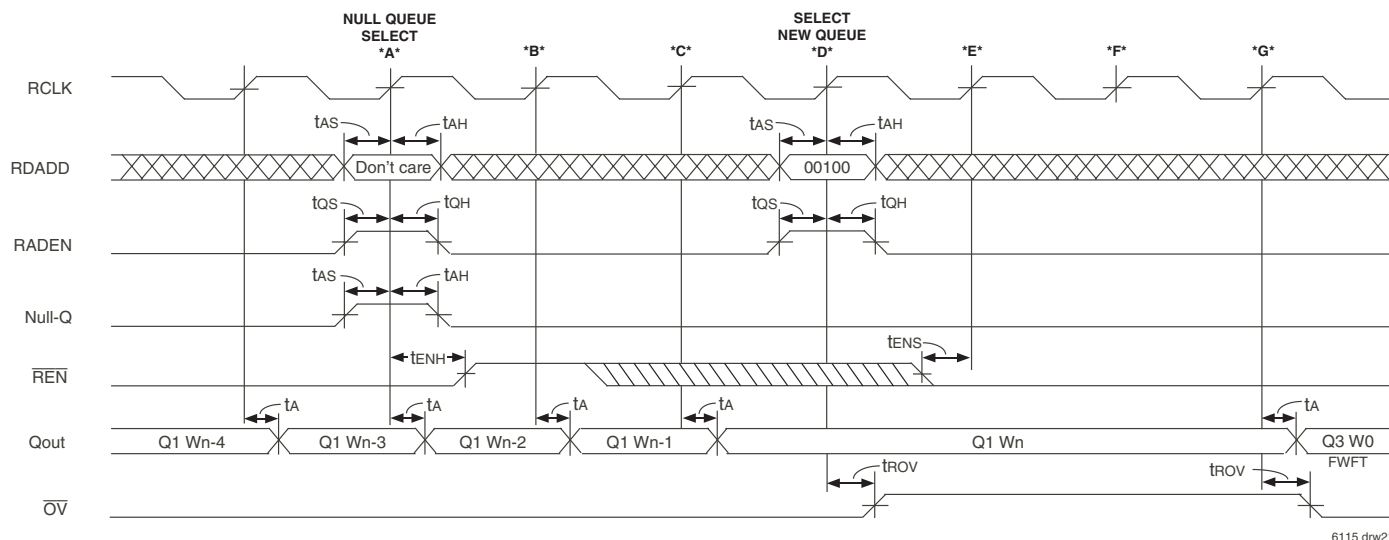 NULL QUEUE
SELECT
*A*
*B*
*C*
SELECT
NEW QUEUE
*D*
*E*
*F*
*G*
RCLK
tAS
tAH
tAS
tAH
RDADD
Don't care
00100
tQS
tQH
tQS
tQH
RADEN
tAS
tAH
Null-Q
tENH
tENS
REN
tA
tA
tA
tA
tA
Qout
Q1 Wn-4
Q1 Wn-3
Q1 Wn-2
Q1 Wn-1
Q1 Wn
Q3 W0
FWFT
tROV
tROV
OV
6115 drw2